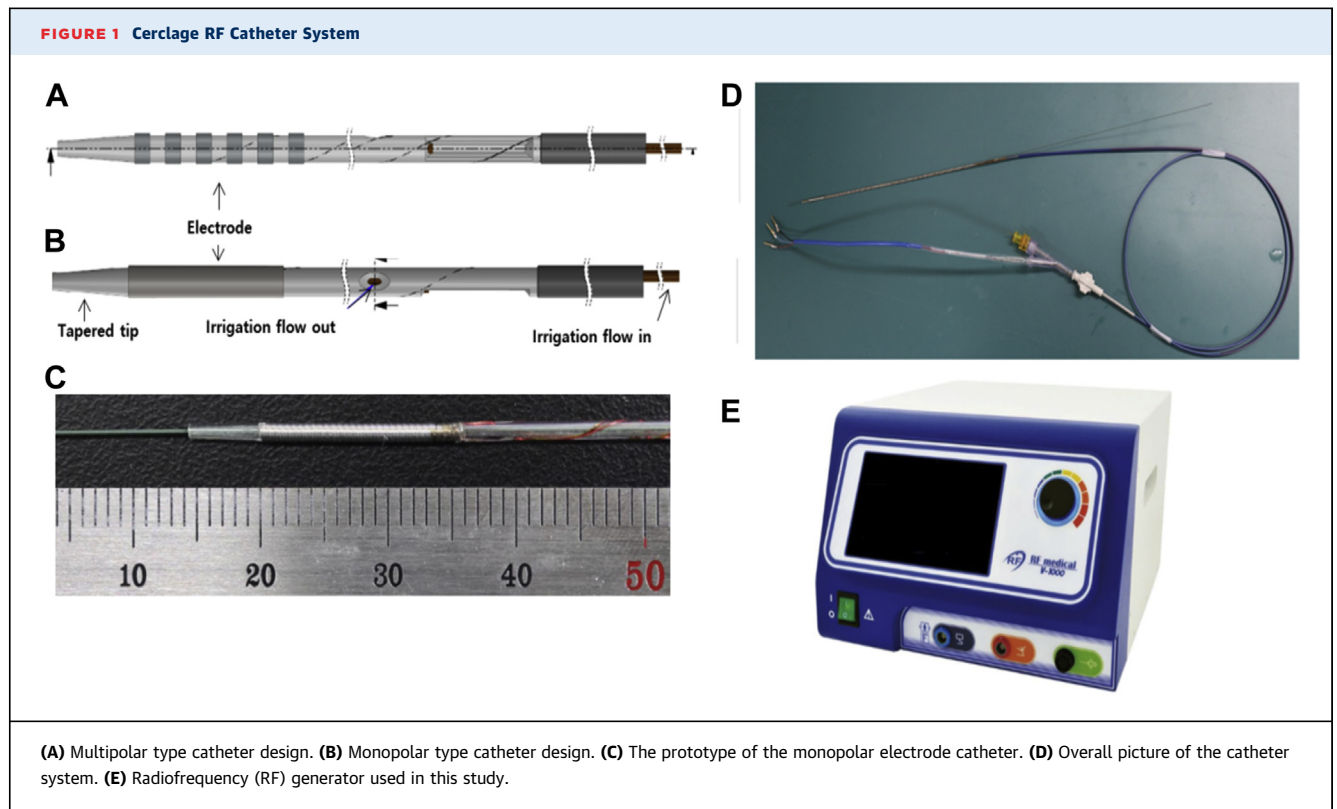 FIGURE 1 Cerclage RF Catheter System
A
Electrode
B
Tapered tip
Irrigation flow out
Irrigation flow in
C
10 20 30 40 50
D
E
RF
RF medical
V-1000
I
O
(A) Multipolar type catheter design. (B) Monopolar type catheter design. (C) The prototype of the monopolar electrode catheter. (D) Overall picture of the catheter
system. (E) Radiofrequency (RF) generator used in this study.